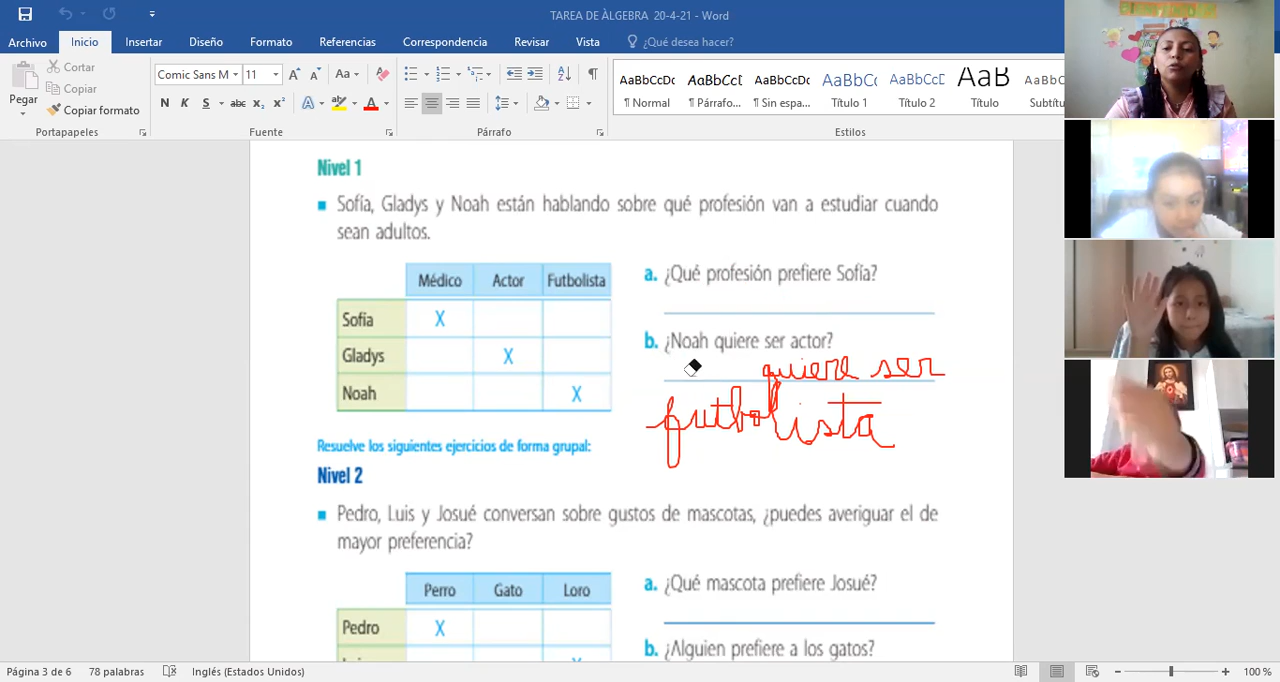 TAREA DE ÀLGEBRA 20-4-21 - Word
Archivo Inicio Insertar Diseño Formato Referencias Correspondencia Revisar Vista ¿Qué desea hacer?
Pegar
Cortar
Copiar
Copiar formato
Comic Sans M 11
N K S abc x₂ x²
AaBbCcDc AaBbCcDc AaBbCcDc AaBbC AaBbCcD AaB
¶ Normal ¶ Párrafo... ¶ Sin espa... Título 1 Título 2 Título Subtítu
Portapapeles Fuente Párrafo Estilos
Nivel 1
Sofía, Gladys y Noah están hablando sobre qué profesión van a estudiar cuando
sean adultos.
Médico Actor Futbolista
Sofía X
Gladys X
Noah X
a. ¿Qué profesión prefiere Sofía?
b. ¿Noah quiere ser actor?
quiere ser
futbolista
Resuelve los siguientes ejercicios de forma grupal:
Nivel 2
Pedro, Luis y Josué conversan sobre gustos de mascotas, ¿puedes averiguar el de
mayor preferencia?
Perro Gato Loro
Pedro X
a. ¿Qué mascota prefiere Josué?
b. ¿Alguien prefiere a los gatos?
Página 3 de 6 78 palabras Inglés (Estados Unidos) 100 %